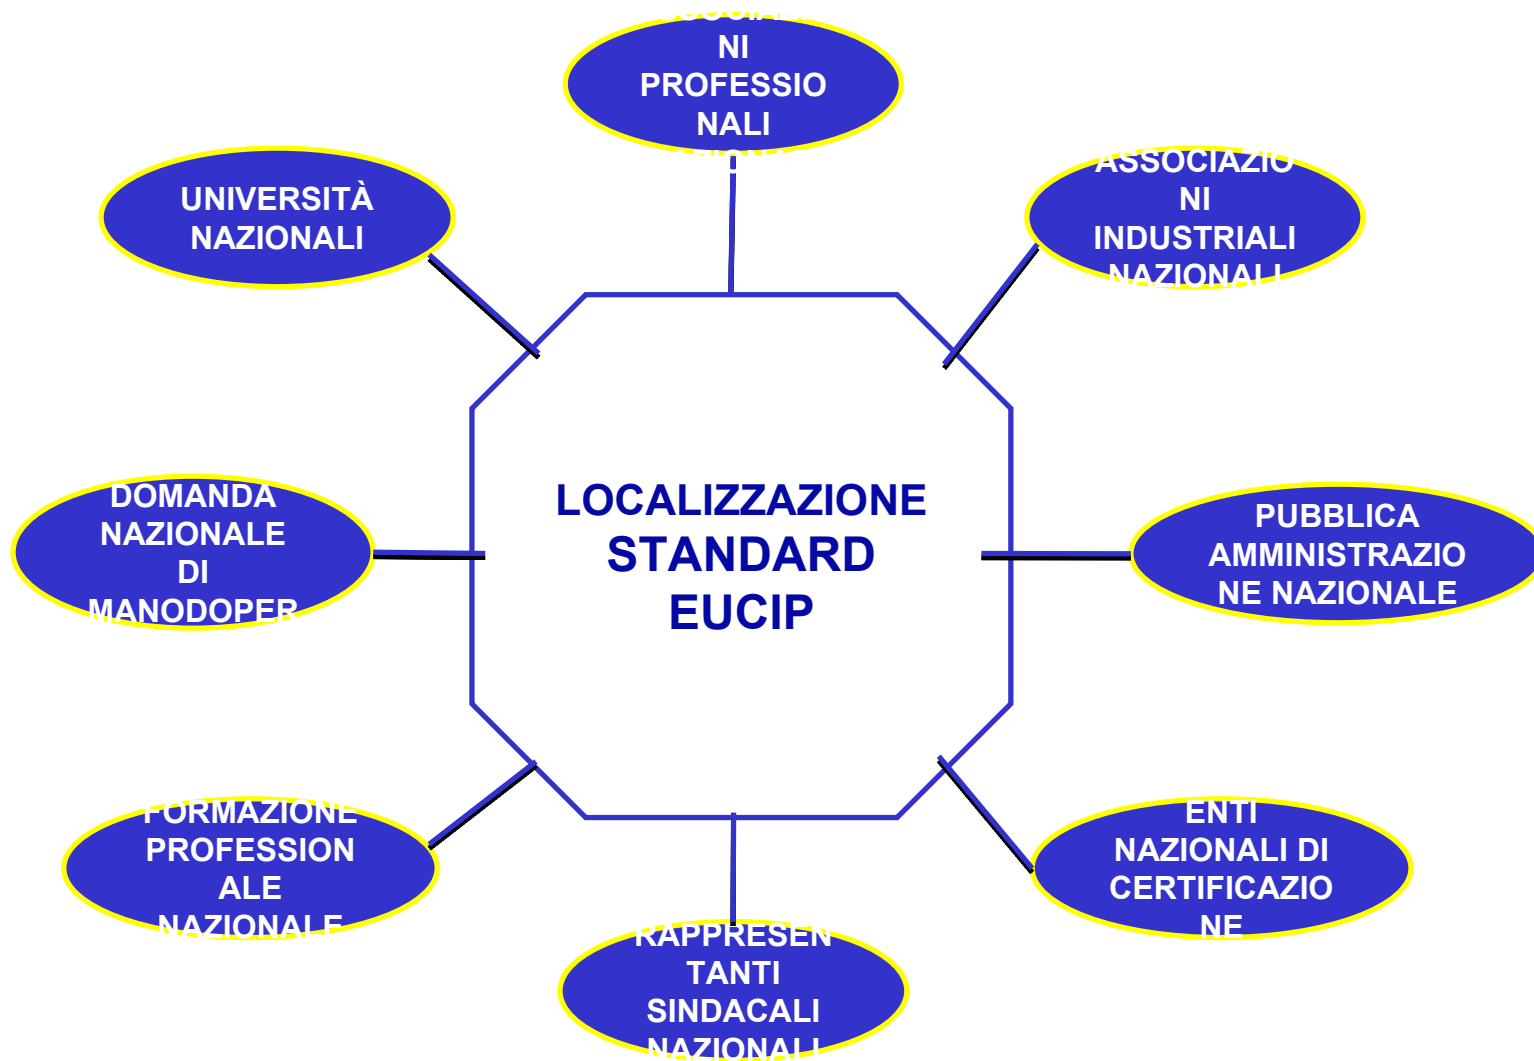 NI
PROFESSIO
NALI
UNIVERSITÀ
NAZIONALI
ASSOCIAZIO
NI
INDUSTRIALI
NAZIONALI
DOMANDA
NAZIONALE
DI
MANODOPER
LOCALIZZAZIONE
STANDARD
EUCIP
PUBBLICA
AMMINISTRAZIO
NE NAZIONALE
FORMAZIONE
PROFESSION
ALE
NAZIONALE
RAPPRESEN
TANTI
SINDACALI
NAZIONALI
ENTI
NAZIONALI DI
CERTIFICAZIO
NE